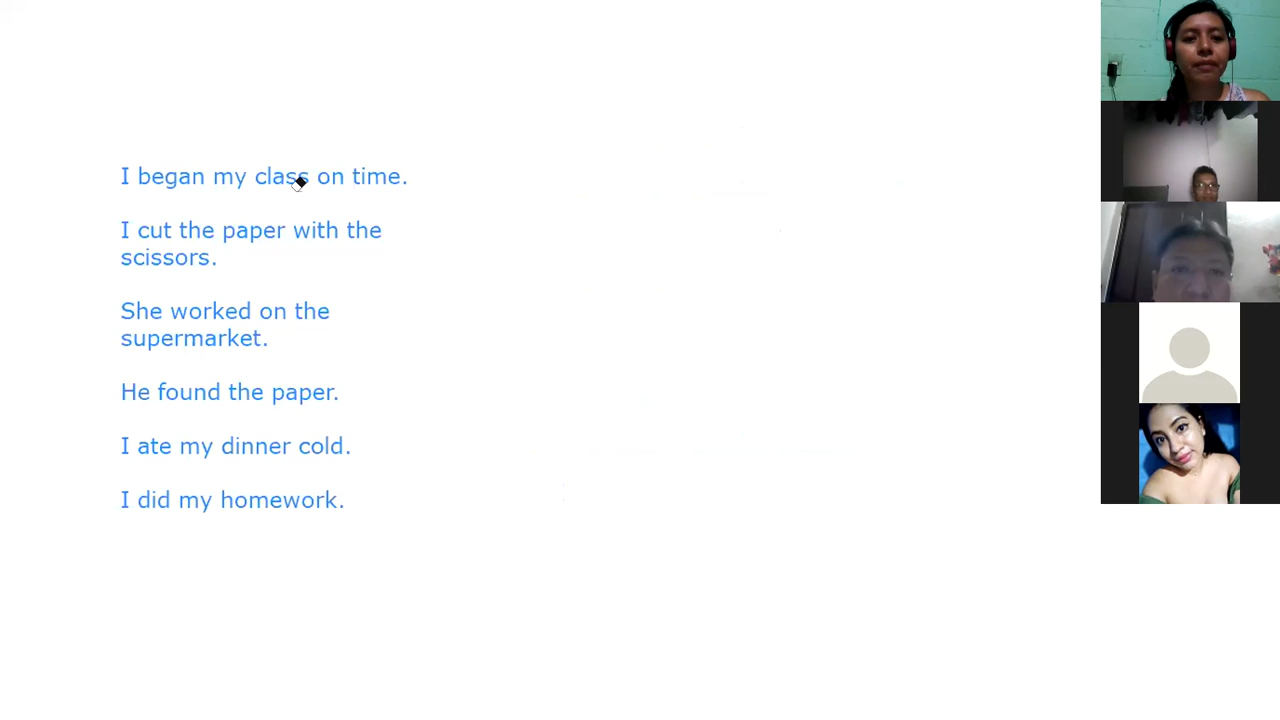 I began my class on time.
I cut the paper with the
scissors.
She worked on the
supermarket.
He found the paper.
I ate my dinner cold.
I did my homework.